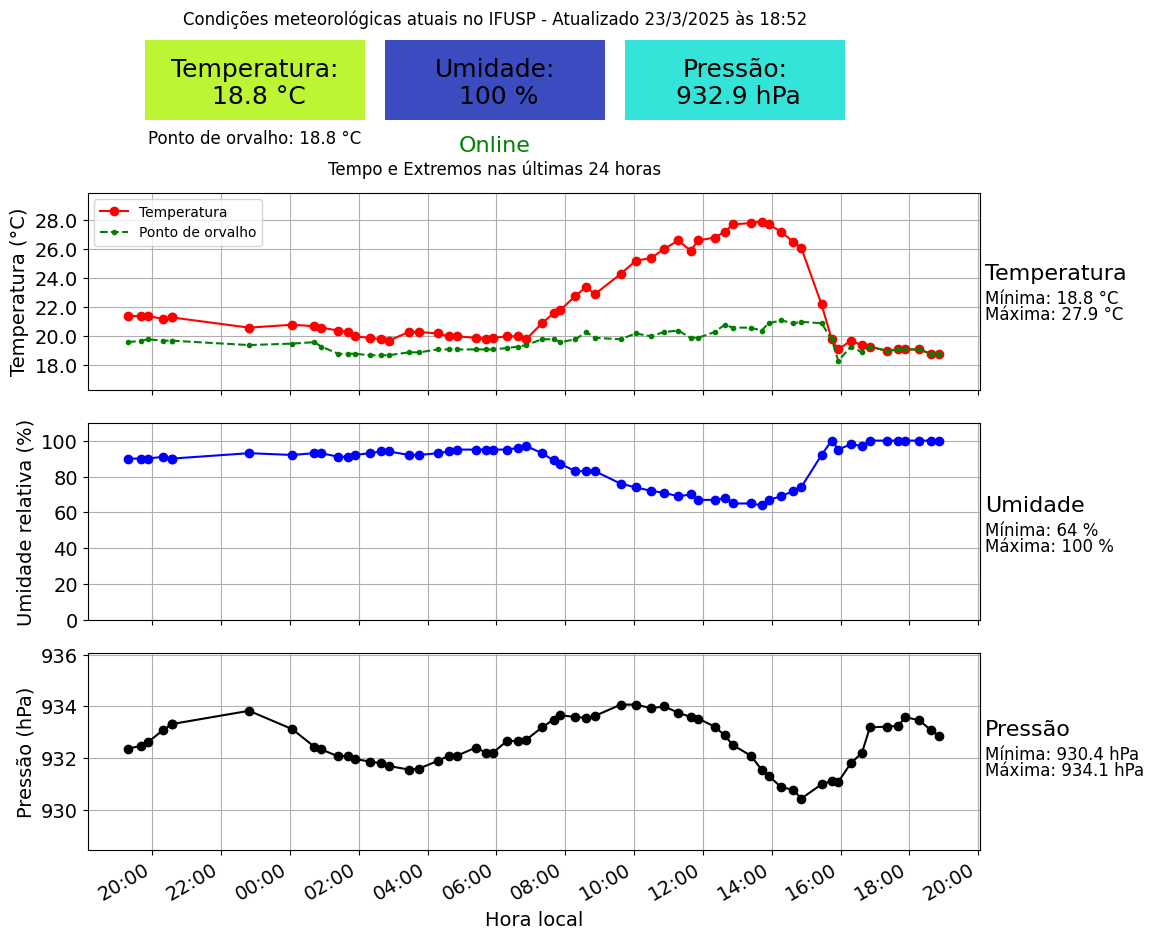 Condições meteorológicas atuais no IFUSP - Atualizado 23/3/2025 às 18:52
Temperatura:
18.8 °C
Umidade:
100 %
Pressão:
932.9 hPa
Ponto de orvalho: 18.8 °C
Online
Tempo e Extremos nas últimas 24 horas
Temperatura (°C)
28.0
26.0
24.0
22.0
20.0
18.0
Temperatura
Ponto de orvalho
Temperatura
Mínima: 18.8 °C
Máxima: 27.9 °C
Umidade relativa (%)
100
80
60
40
20
0
Umidade
Mínima: 64 %
Máxima: 100 %
Pressão (hPa)
936
934
932
930
Pressão
Mínima: 930.4 hPa
Máxima: 934.1 hPa
20:00
22:00
00:00
02:00
04:00
06:00
08:00
10:00
12:00
14:00
16:00
18:00
20:00
Hora local